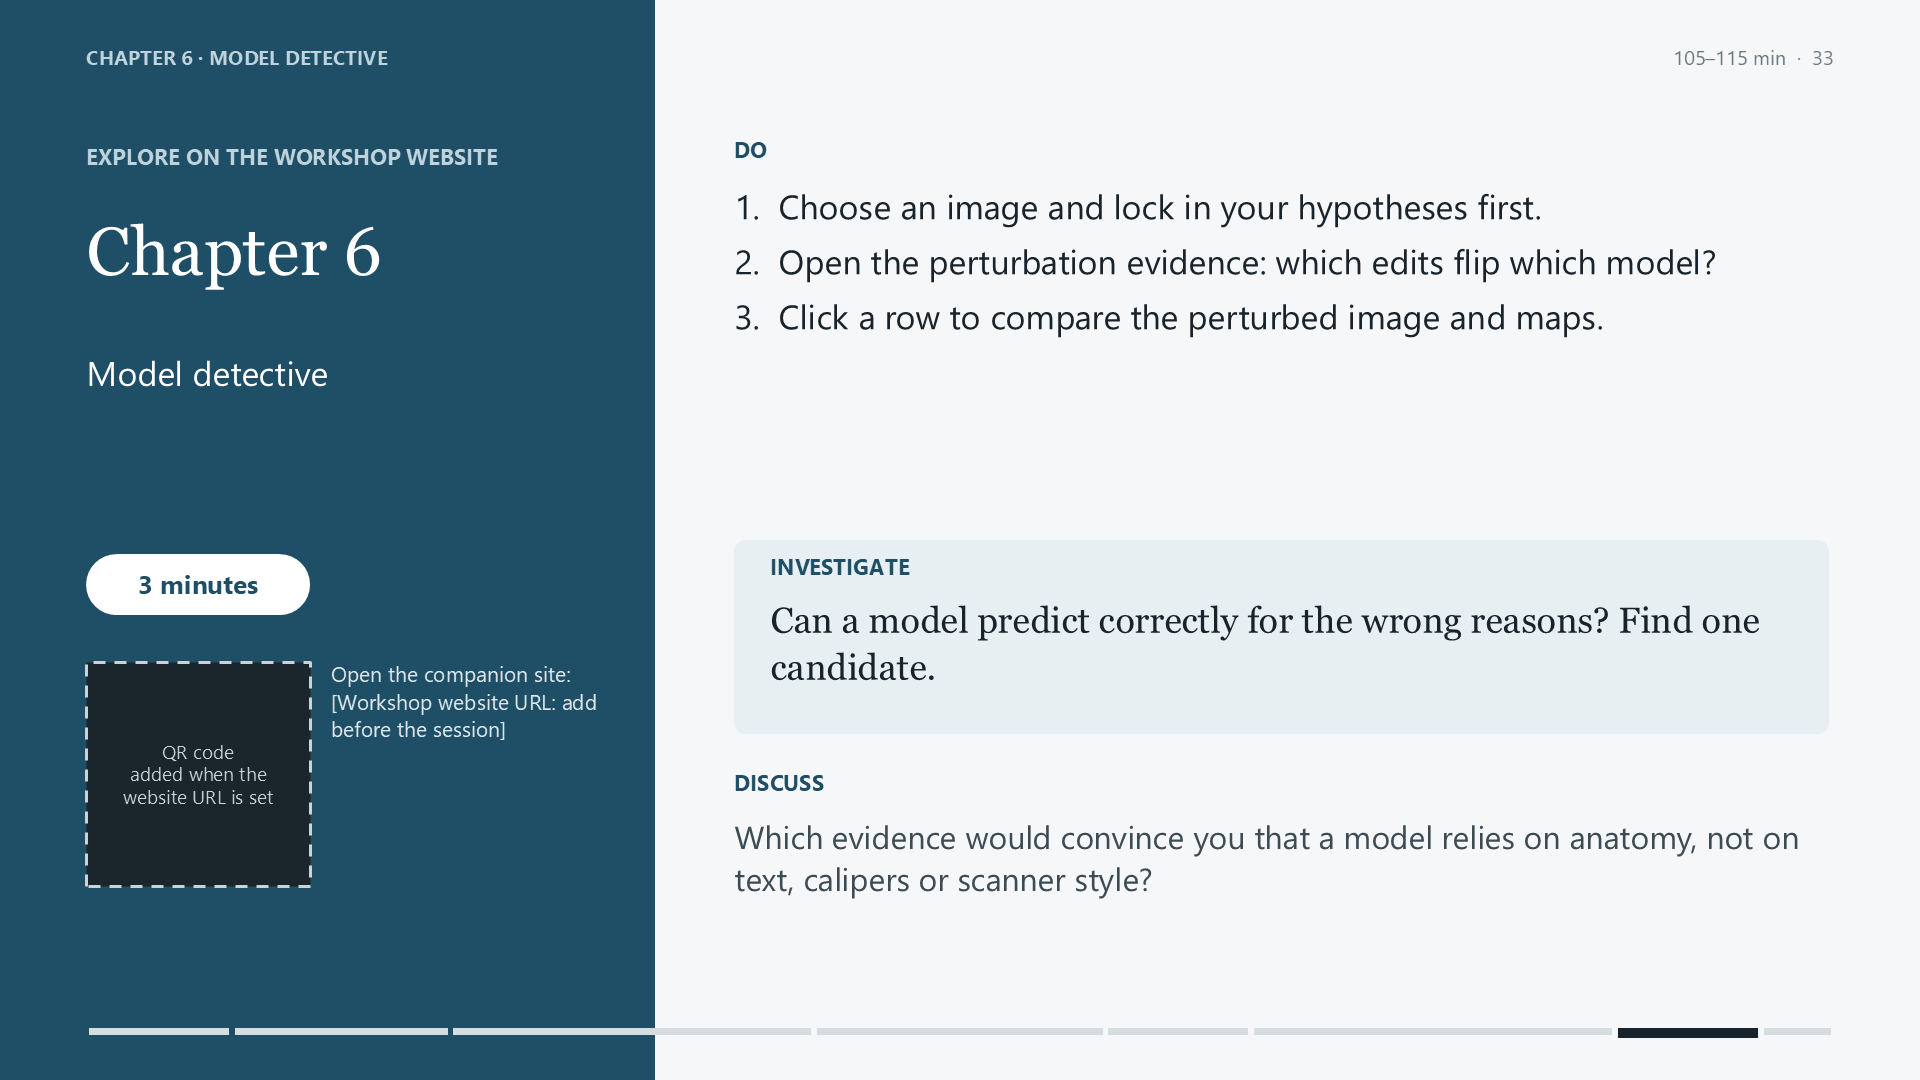 CHAPTER 6 · MODEL DETECTIVE
105–115 min · 33
EXPLORE ON THE WORKSHOP WEBSITE
Chapter 6
Model detective
3 minutes
QR code
added when the
website URL is set
Open the companion site:
[Workshop website URL: add
before the session]
DO
1. Choose an image and lock in your hypotheses first.
2. Open the perturbation evidence: which edits flip which model?
3. Click a row to compare the perturbed image and maps.
INVESTIGATE
Can a model predict correctly for the wrong reasons? Find one
candidate.
DISCUSS
Which evidence would convince you that a model relies on anatomy, not on
text, calipers or scanner style?